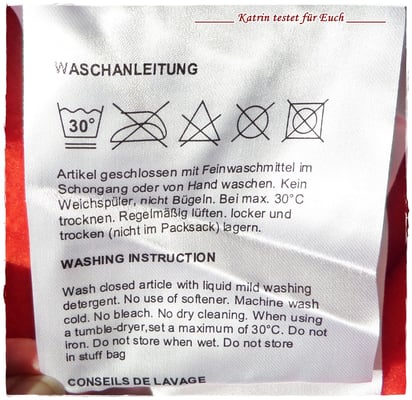 Katrin testet für Euch
WASCHANLEITUNG
30°
Artikel geschlossen mit Feinwaschmittel im
Schongang oder von Hand waschen. Kein
Weichspüler, nicht Bügeln. Bei max. 30°C
trocknen. Regelmäßig lüften. locker und
trocken (nicht im Packsack) lagern.
WASHING INSTRUCTION
Wash closed article with liquid mild washing
detergent. No use of softener. Machine wash
cold. No bleach. No dry cleaning. When using
a tumble-dryer,set a maximum of 30°C. Do not
iron. Do not store when wet. Do not store
in stuff bag
CONSEILS DE LAVAGE